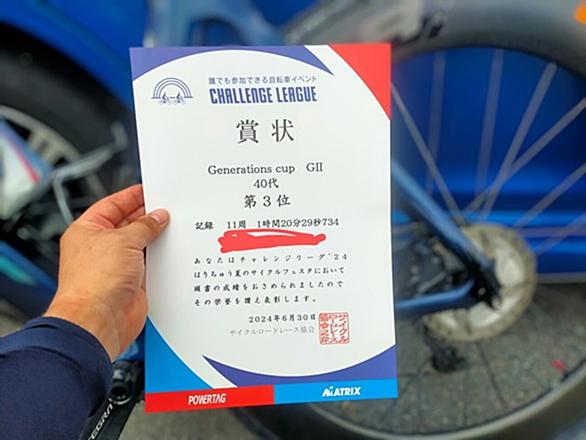 誰でも参加できる自転車イベント
CHALLENGE LEAGUE
賞状
Generations cup GII
40代
第3位
記録 11周 1時間20分29秒734
あなたはチャレンジリーグ'24
はりちゅう夏のサイクルフェスタにおいて
頭書の成績をおさめられましたので
その栄誉を讃え表彰します。
2024年6月30日
サイクルロードレース協会
POWERTAG
MATRIX